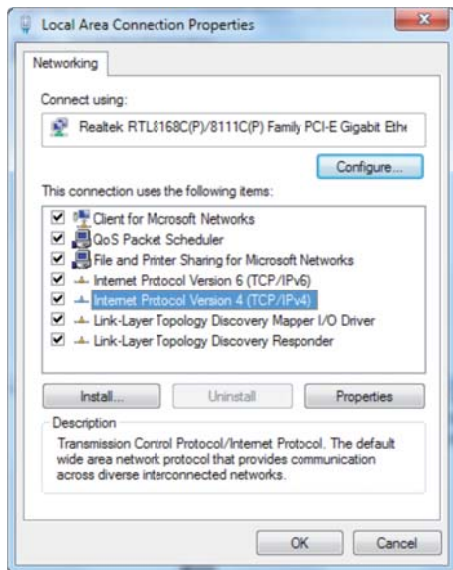 Local Area Connection Properties
Networking
Connect using:
Realtek RTL8168C(P)/8111C(P) Family PCI-E Gigabit Ethe
Configure...
This connection uses the following items:
Client for Microsoft Networks
QoS Packet Scheduler
File and Printer Sharing for Microsoft Networks
Internet Protocol Version 6 (TCP/IPv6)
Internet Protocol Version 4 (TCP/IPv4)
Link-Layer Topology Discovery Mapper I/O Driver
Link-Layer Topology Discovery Responder
Install...
Uninstall
Properties
Description
Transmission Control Protocol/Internet Protocol. The default
wide area network protocol that provides communication
across diverse interconnected networks.
OK
Cancel